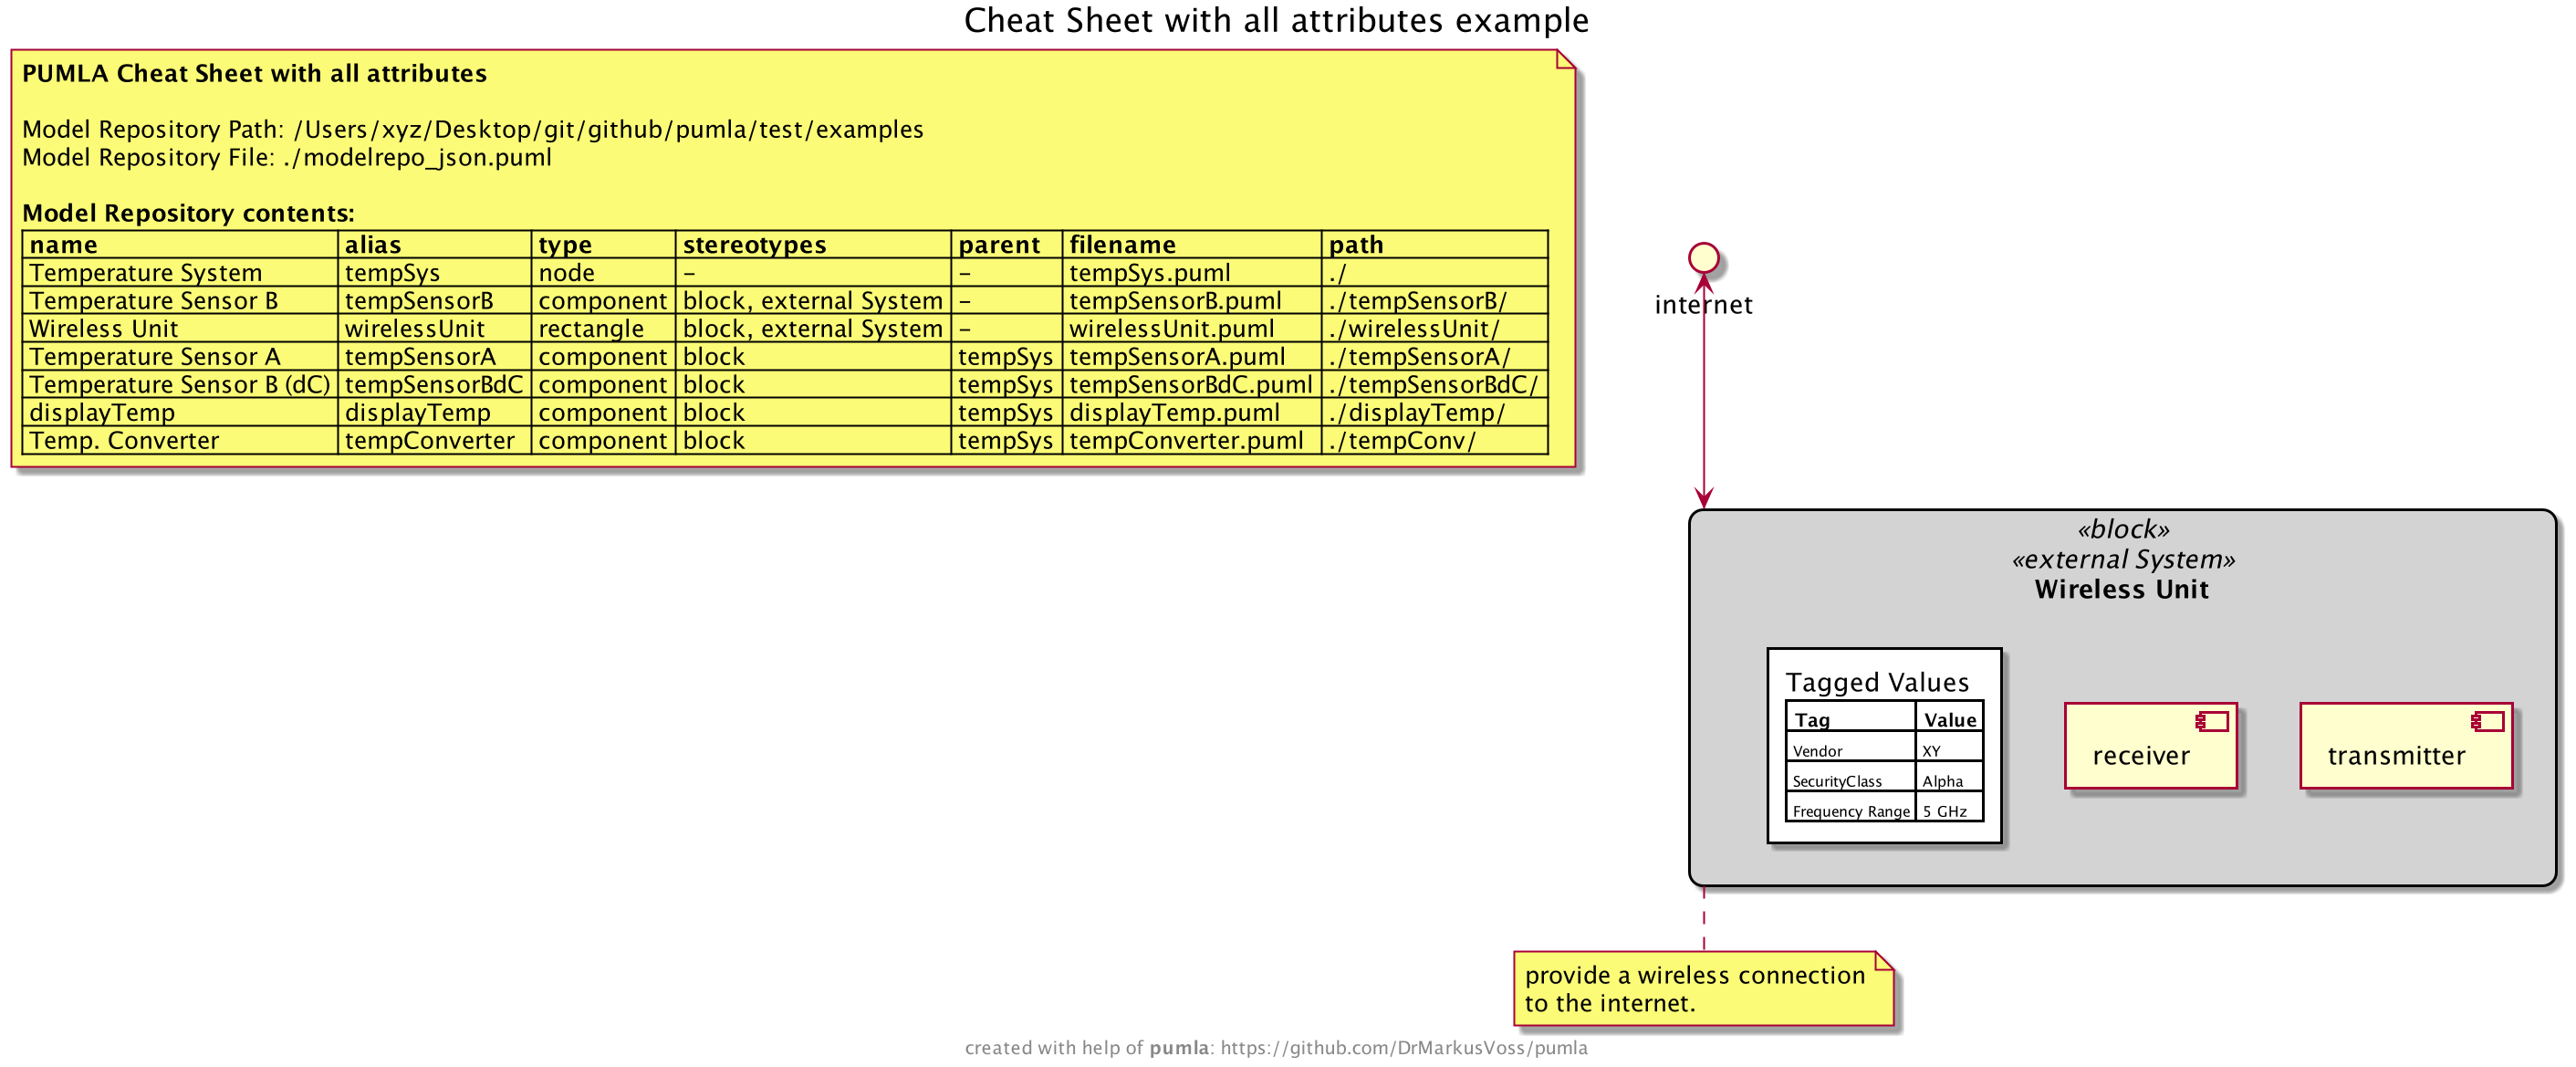 Cheat Sheet with all attributes example
PUMLA Cheat Sheet with all attributes
Model Repository Path: /Users/xyz/Desktop/git/github/pumla/test/examples
Model Repository File: ./modelrepo_json.puml
Model Repository contents:
name alias type stereotypes parent filename path
Temperature System tempSys node - - tempSys.puml ./
Temperature Sensor B tempSensorB component block, external System - tempSensorB.puml ./tempSensorB/
Wireless Unit wirelessUnit rectangle block, external System - wirelessUnit.puml ./wirelessUnit/
Temperature Sensor A tempSensorA component block tempSys tempSensorA.puml ./tempSensorA/
Temperature Sensor B (dC) tempSensorBdC component block tempSys tempSensorBdC.puml ./tempSensorBdC/
displayTemp displayTemp component block tempSys displayTemp.puml ./displayTemp/
Temp. Converter tempConverter component block tempSys tempConverter.puml ./tempConv/
internet
«block»
«external System»
Wireless Unit
Tagged Values
Tag Value
Vendor XY
SecurityClass Alpha
Frequency Range 5 GHz
receiver
transmitter
provide a wireless connection
to the internet.
created with help of pumla: https://github.com/DrMarkusVoss/pumla